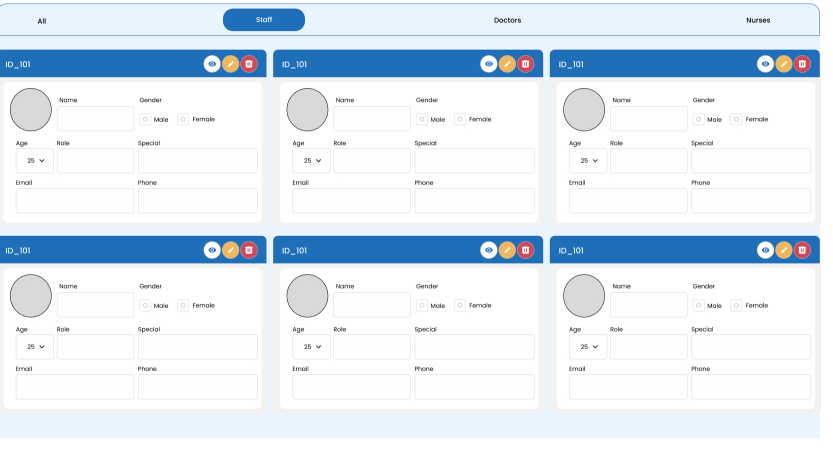 All Staff Doctors Nurses
ID_101 ID_101 ID_101
Name Gender Name Gender Name Gender
Male Female Male Female Male Female
Age Role Special Age Role Special Age Role Special
25 25 25
Email Phone Email Phone Email Phone
ID_101 ID_101 ID_101
Name Gender Name Gender Name Gender
Male Female Male Female Male Female
Age Role Special Age Role Special Age Role Special
25 25 25
Email Phone Email Phone Email Phone